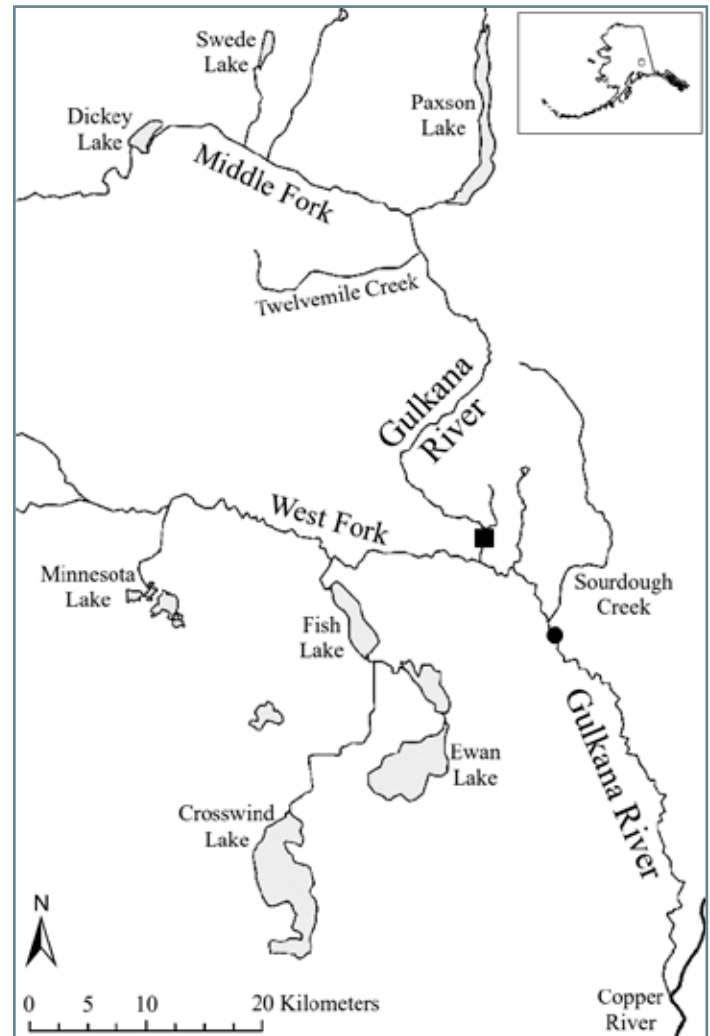 Swede
Lake
Paxson
Lake
Dickey
Lake
Middle Fork
Twelvemile Creek
Gulkana
River
West Fork
Minnesota
Lake
Sourdough
Creek
Fish
Lake
Gulkana River
Ewan
Lake
Crosswind
Lake
N
Copper
River
0 5 10 20 Kilometers